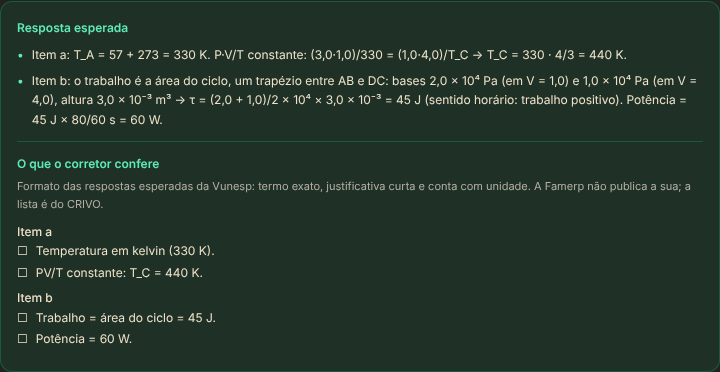 Resposta esperada
• Item a: T_A = 57 + 273 = 330 K. P·V/T constante: (3,0·1,0)/330 = (1,0·4,0)/T_C → T_C = 330 · 4/3 = 440 K.
• Item b: o trabalho é a área do ciclo, um trapézio entre AB e DC: bases 2,0 × 10⁴ Pa (em V = 1,0) e 1,0 × 10⁴ Pa (em V =
4,0), altura 3,0 × 10⁻³ m³ → τ = (2,0 + 1,0)/2 × 10⁴ × 3,0 × 10⁻³ = 45 J (sentido horário: trabalho positivo). Potência =
45 J × 80/60 s = 60 W.
O que o corretor confere
Formato das respostas esperadas da Vunesp: termo exato, justificativa curta e conta com unidade. A Famerp não publica a sua; a
lista é do CRIVO.
Item a
☐ Temperatura em kelvin (330 K).
☐ PV/T constante: T_C = 440 K.
Item b
☐ Trabalho = área do ciclo = 45 J.
☐ Potência = 60 W.